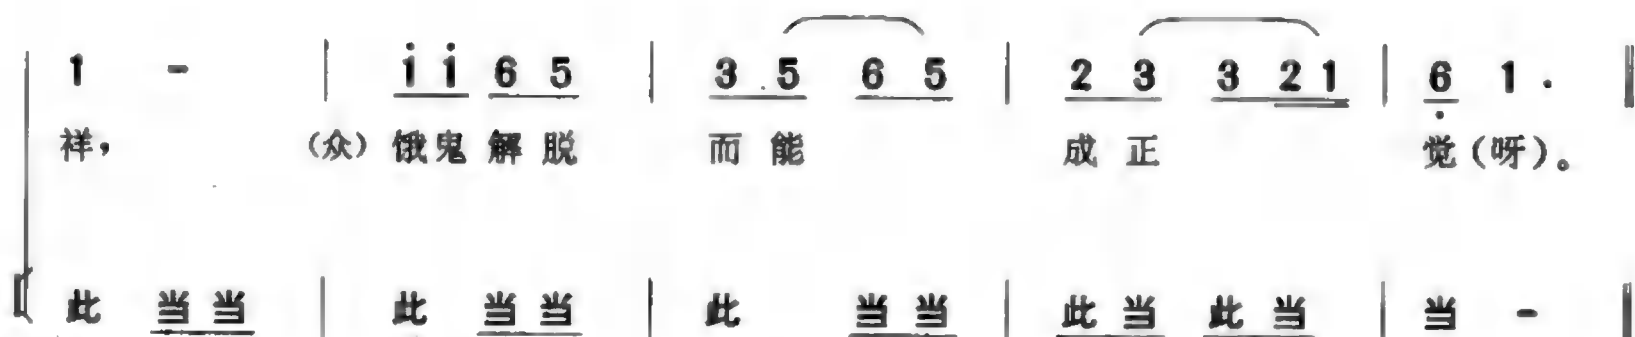 1 - | i i 6 5 | 3 5 6 5 | 2 3 3 2 1 | 6 1 · ‖
祥，（众）饿鬼解脱 而能 成正 觉（呀）。
此 当当 | 此 当当 | 此 当当 | 此当此当 | 当 - ‖